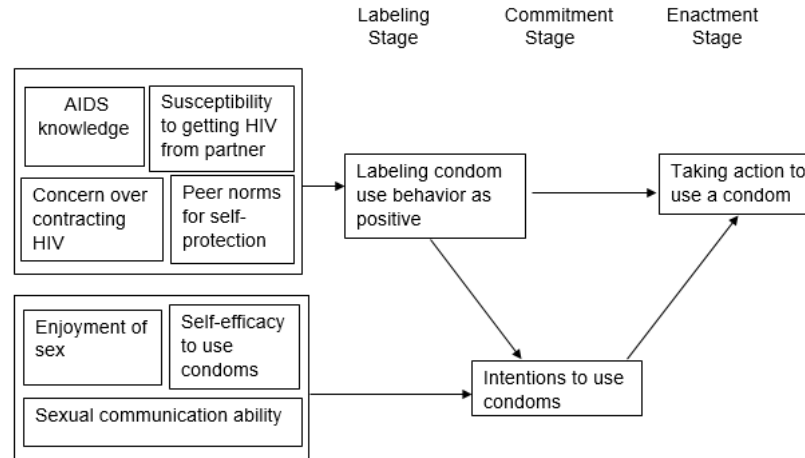 Labeling
Stage
Commitment
Stage
Enactment
Stage
AIDS
knowledge
Susceptibility
to getting HIV
from partner
Concern over
contracting
HIV
Peer norms
for self-
protection
Labeling condom
use behavior as
positive
Taking action to
use a condom
Enjoyment of
sex
Self-efficacy
to use
condoms
Sexual communication ability
Intentions to use
condoms